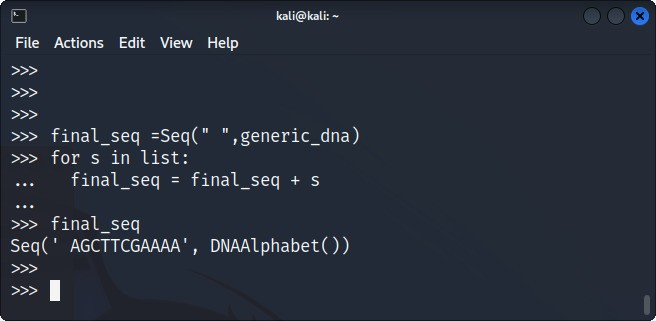 kali@kali: ~
File Actions Edit View Help
>>>
>>>
>>>
>>> final_seq =Seq(" ",generic_dna)
>>> for s in list:
...   final_seq = final_seq + s
...
>>> final_seq
Seq(' AGCTTCGAAAA', DNAAlphabet())
>>>
>>>